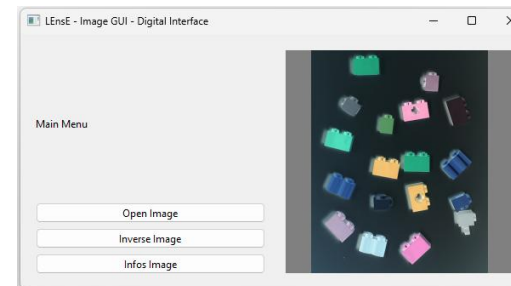 LEnsE - Image GUI - Digital Interface
Main Menu
Open Image
Inverse Image
Infos Image